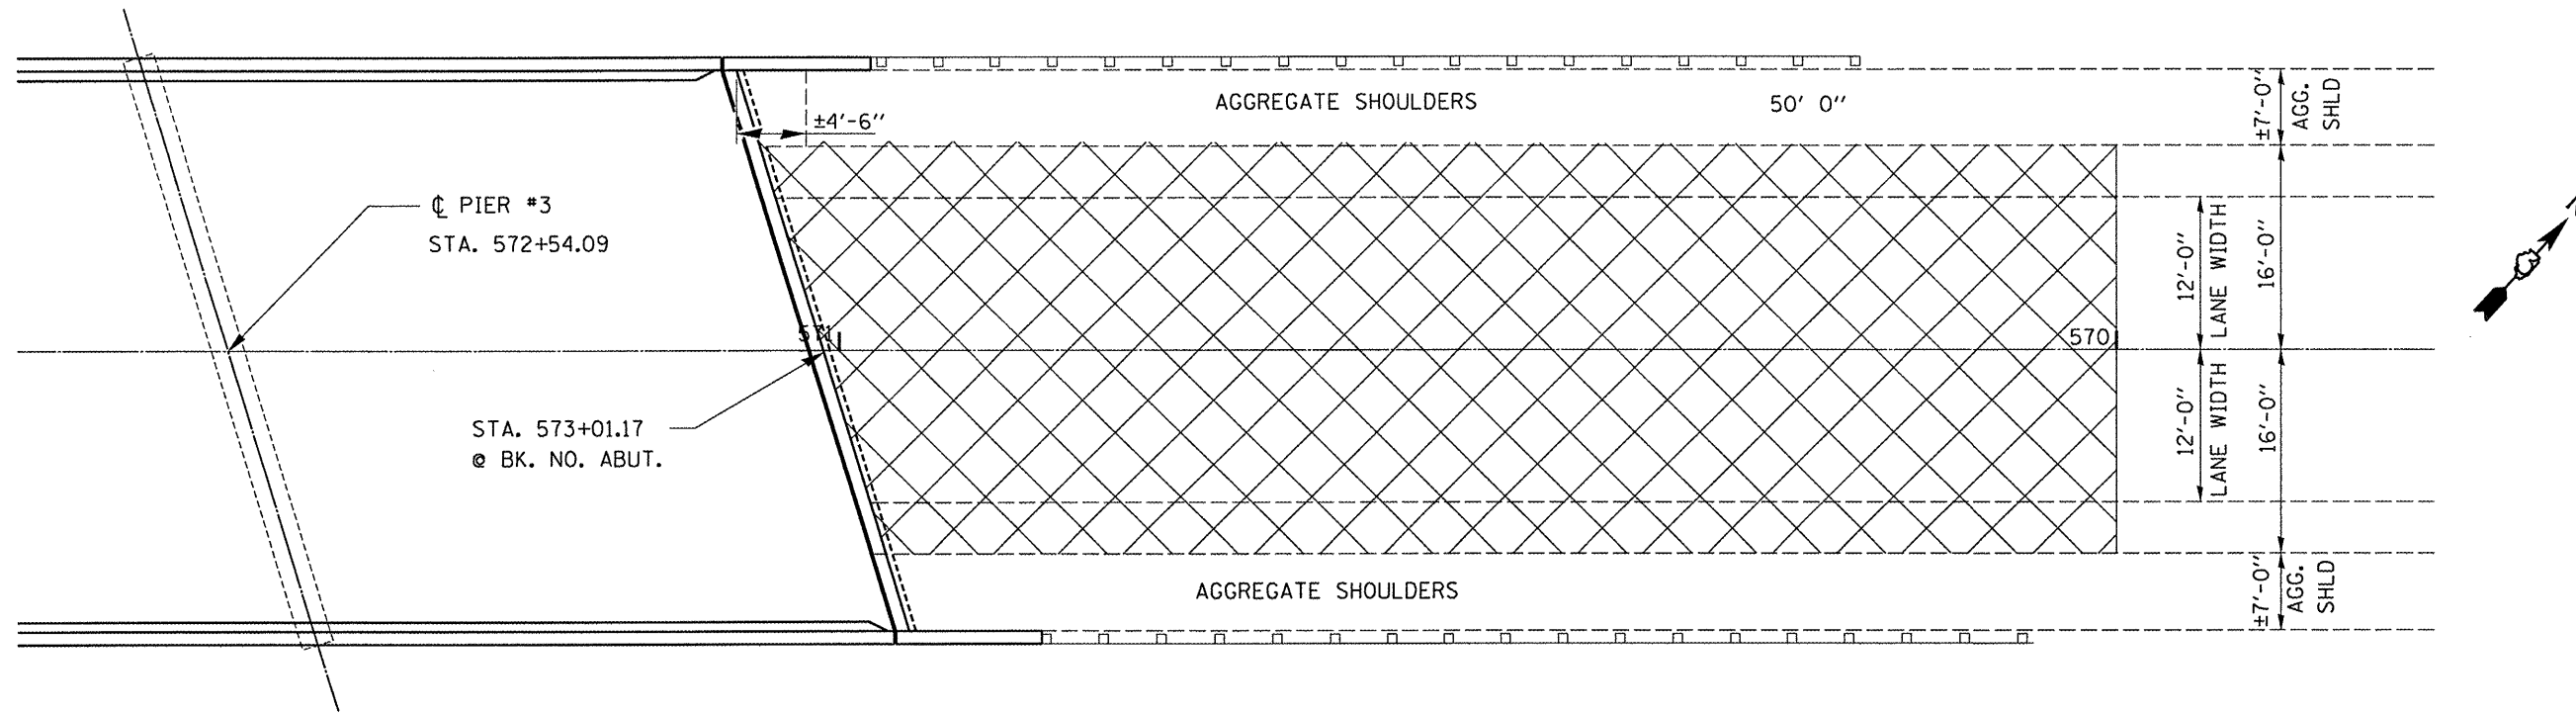 AGGREGATE SHOULDERS
50' 0"
±7'-0"
AGG.
SHLD
±4'-6"
℄ PIER #3
STA. 572+54.09
12'-0"
LANE WIDTH
16'-0"
571
570
STA. 573+01.17
@ BK. NO. ABUT.
12'-0"
LANE WIDTH
16'-0"
AGGREGATE SHOULDERS
±7'-0"
AGG.
SHLD